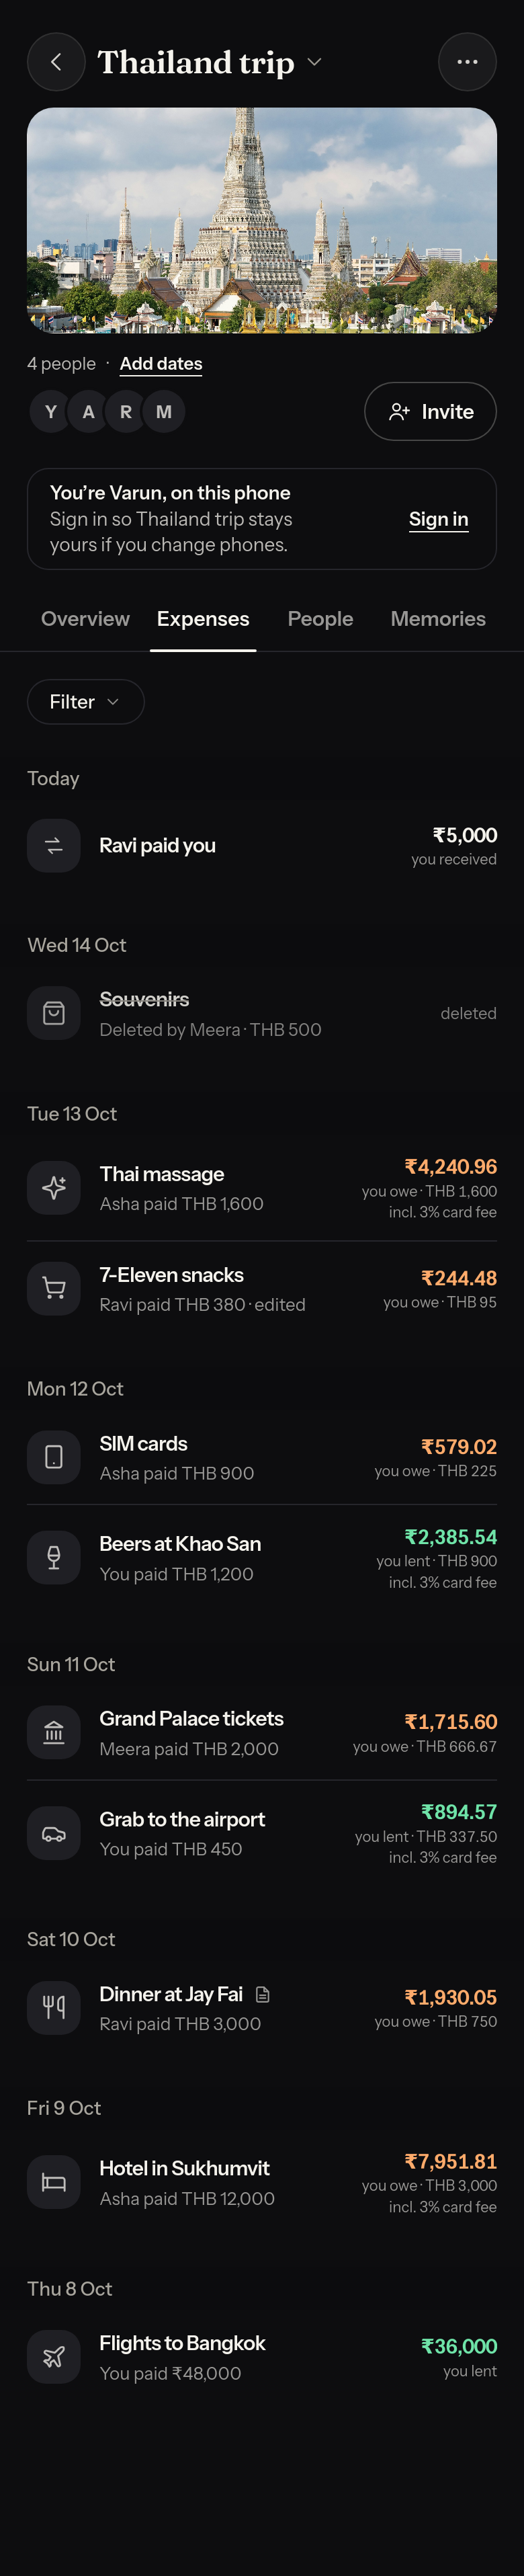 Thailand trip
4 people · Add dates
Y A R M
Invite
You’re Varun, on this phone
Sign in so Thailand trip stays
yours if you change phones.
Sign in
Overview Expenses People Memories
Filter
Today
Ravi paid you
₹5,000
you received
Wed 14 Oct
Souvenirs
Deleted by Meera · THB 500
deleted
Tue 13 Oct
Thai massage
Asha paid THB 1,600
₹4,240.96
you owe · THB 1,600
incl. 3% card fee
7-Eleven snacks
Ravi paid THB 380 · edited
₹244.48
you owe · THB 95
Mon 12 Oct
SIM cards
Asha paid THB 900
₹579.02
you owe · THB 225
Beers at Khao San
You paid THB 1,200
₹2,385.54
you lent · THB 900
incl. 3% card fee
Sun 11 Oct
Grand Palace tickets
Meera paid THB 2,000
₹1,715.60
you owe · THB 666.67
Grab to the airport
You paid THB 450
₹894.57
you lent · THB 337.50
incl. 3% card fee
Sat 10 Oct
Dinner at Jay Fai
Ravi paid THB 3,000
₹1,930.05
you owe · THB 750
Fri 9 Oct
Hotel in Sukhumvit
Asha paid THB 12,000
₹7,951.81
you owe · THB 3,000
incl. 3% card fee
Thu 8 Oct
Flights to Bangkok
You paid ₹48,000
₹36,000
you lent